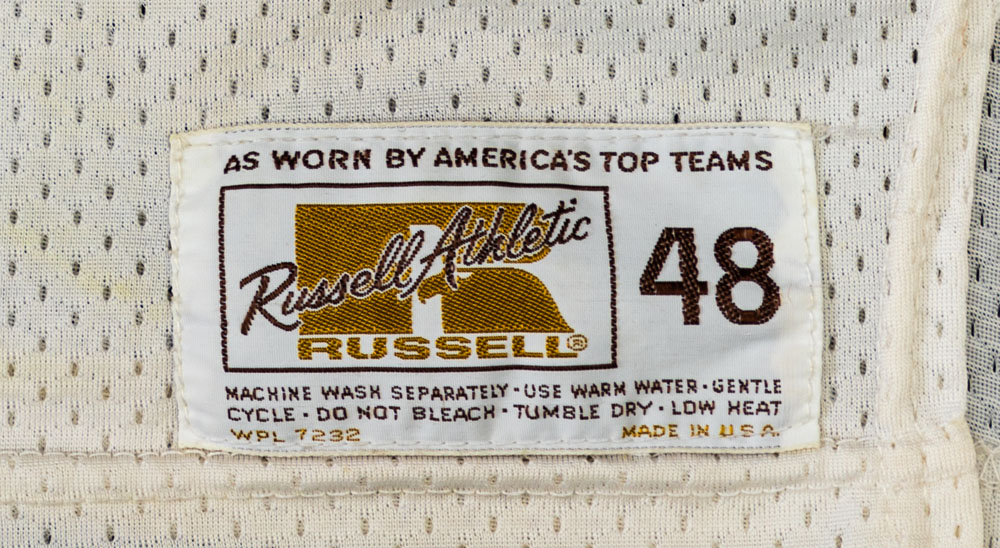 AS WORN BY AMERICA'S TOP TEAMS
Russell Athletic
RUSSELL®
48
MACHINE WASH SEPARATELY · USE WARM WATER · GENTLE
CYCLE · DO NOT BLEACH · TUMBLE DRY · LOW HEAT
WPL 7232 MADE IN U.S.A.